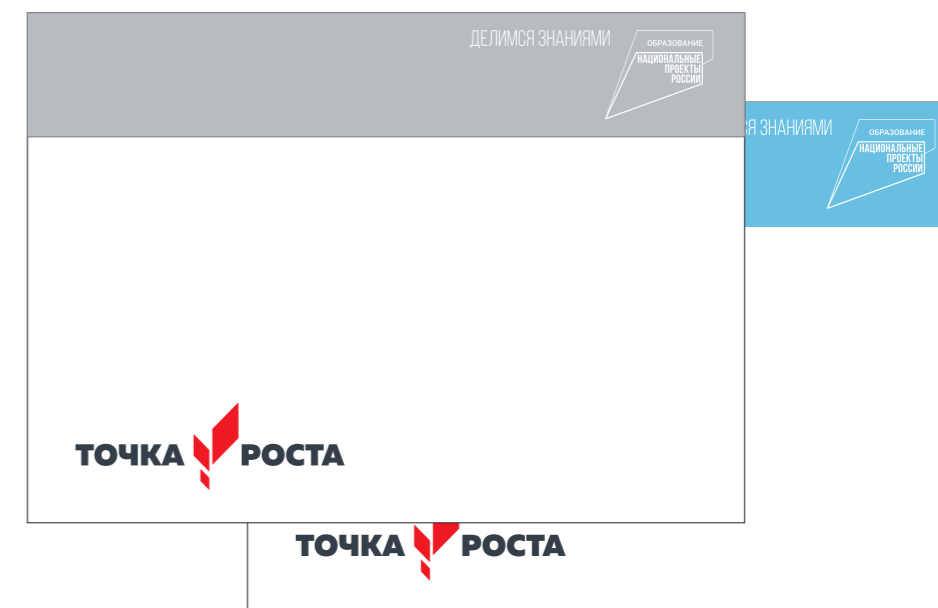 ДЕЛИМСЯ ЗНАНИЯМИ
ОБРАЗОВАНИЕ
НАЦИОНАЛЬНЫЕ
ПРОЕКТЫ
РОССИИ
Я ЗНАНИЯМИ
ОБРАЗОВАНИЕ
НАЦИОНАЛЬНЫЕ
ПРОЕКТЫ
РОССИИ
ТОЧКА РОСТА
ТОЧКА РОСТА